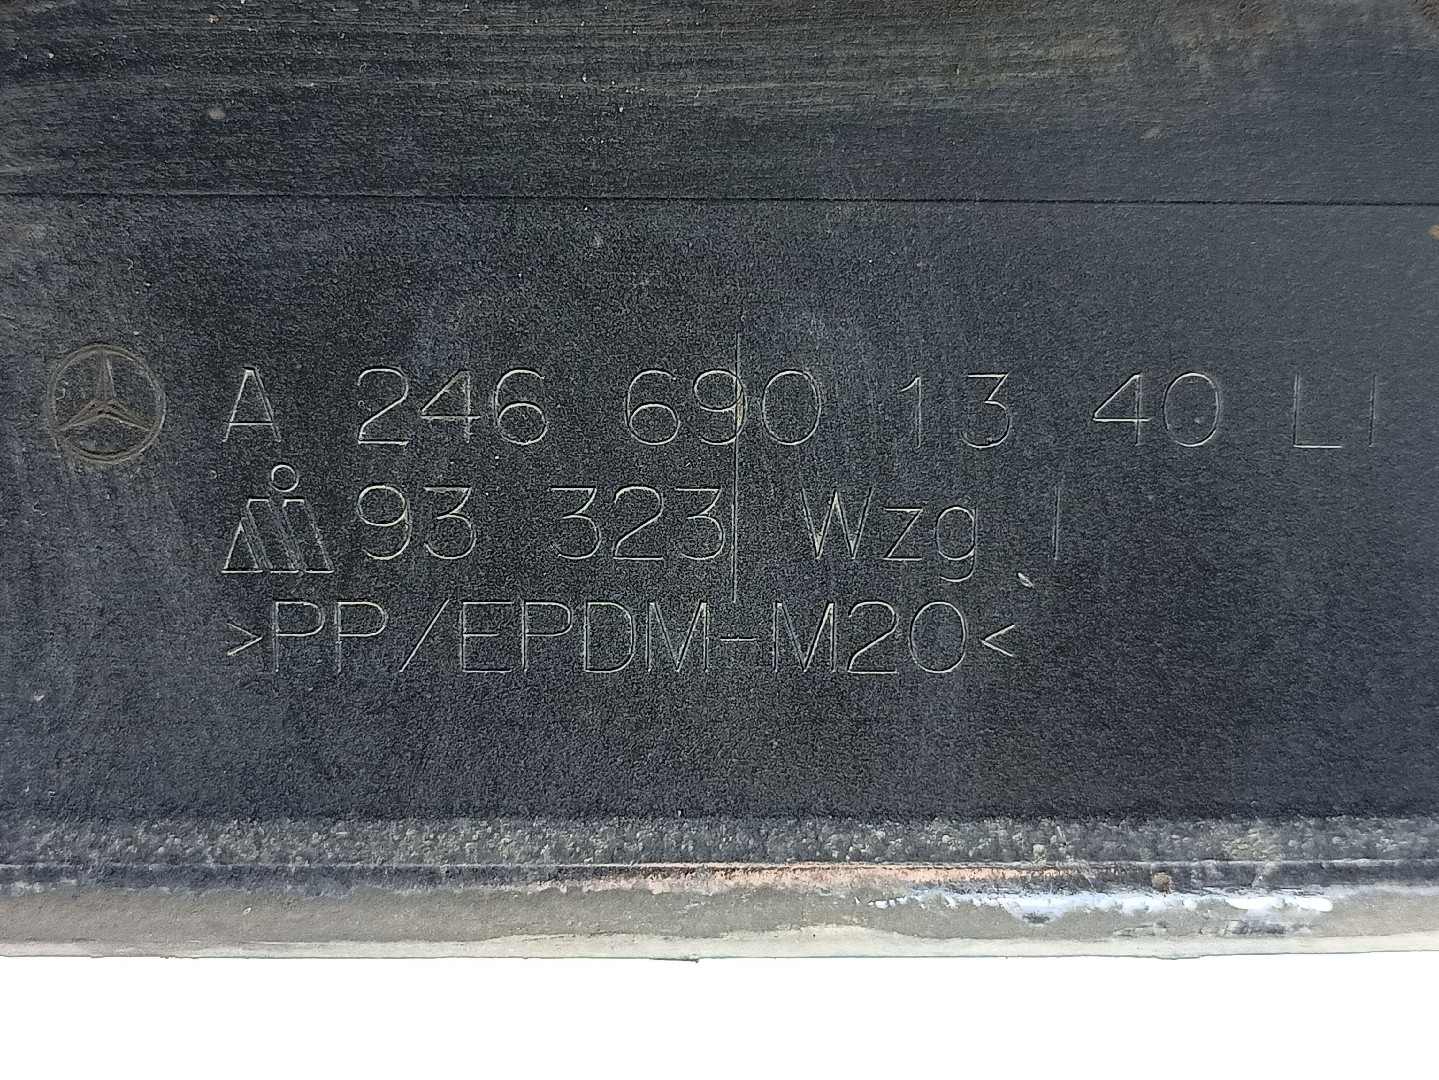 A 246 690 13 40 LI
93 323 Wzg I
>PP/EPDM-M20<